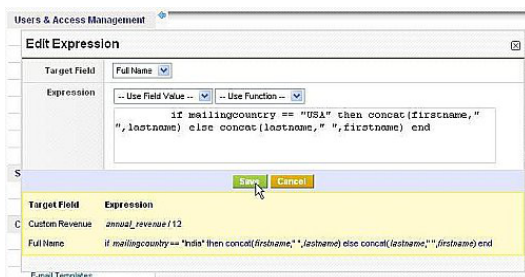 Users & Access Management
Edit Expression
Target Field
Full Name
Expression
-- Use Field Value --
-- Use Function --
if mailingcountry == "USA" then concat(firstname,"
",lastname) else concat(lastname," ",firstname) end
S
Save
Cancel
Target Field
Expression
Custom Revenue
annual_revenue / 12
C
Full Name
if mailingcountry == "India" then concat(firstname," ",lastname) else concat(lastname," ",firstname) end
E-mail Templates